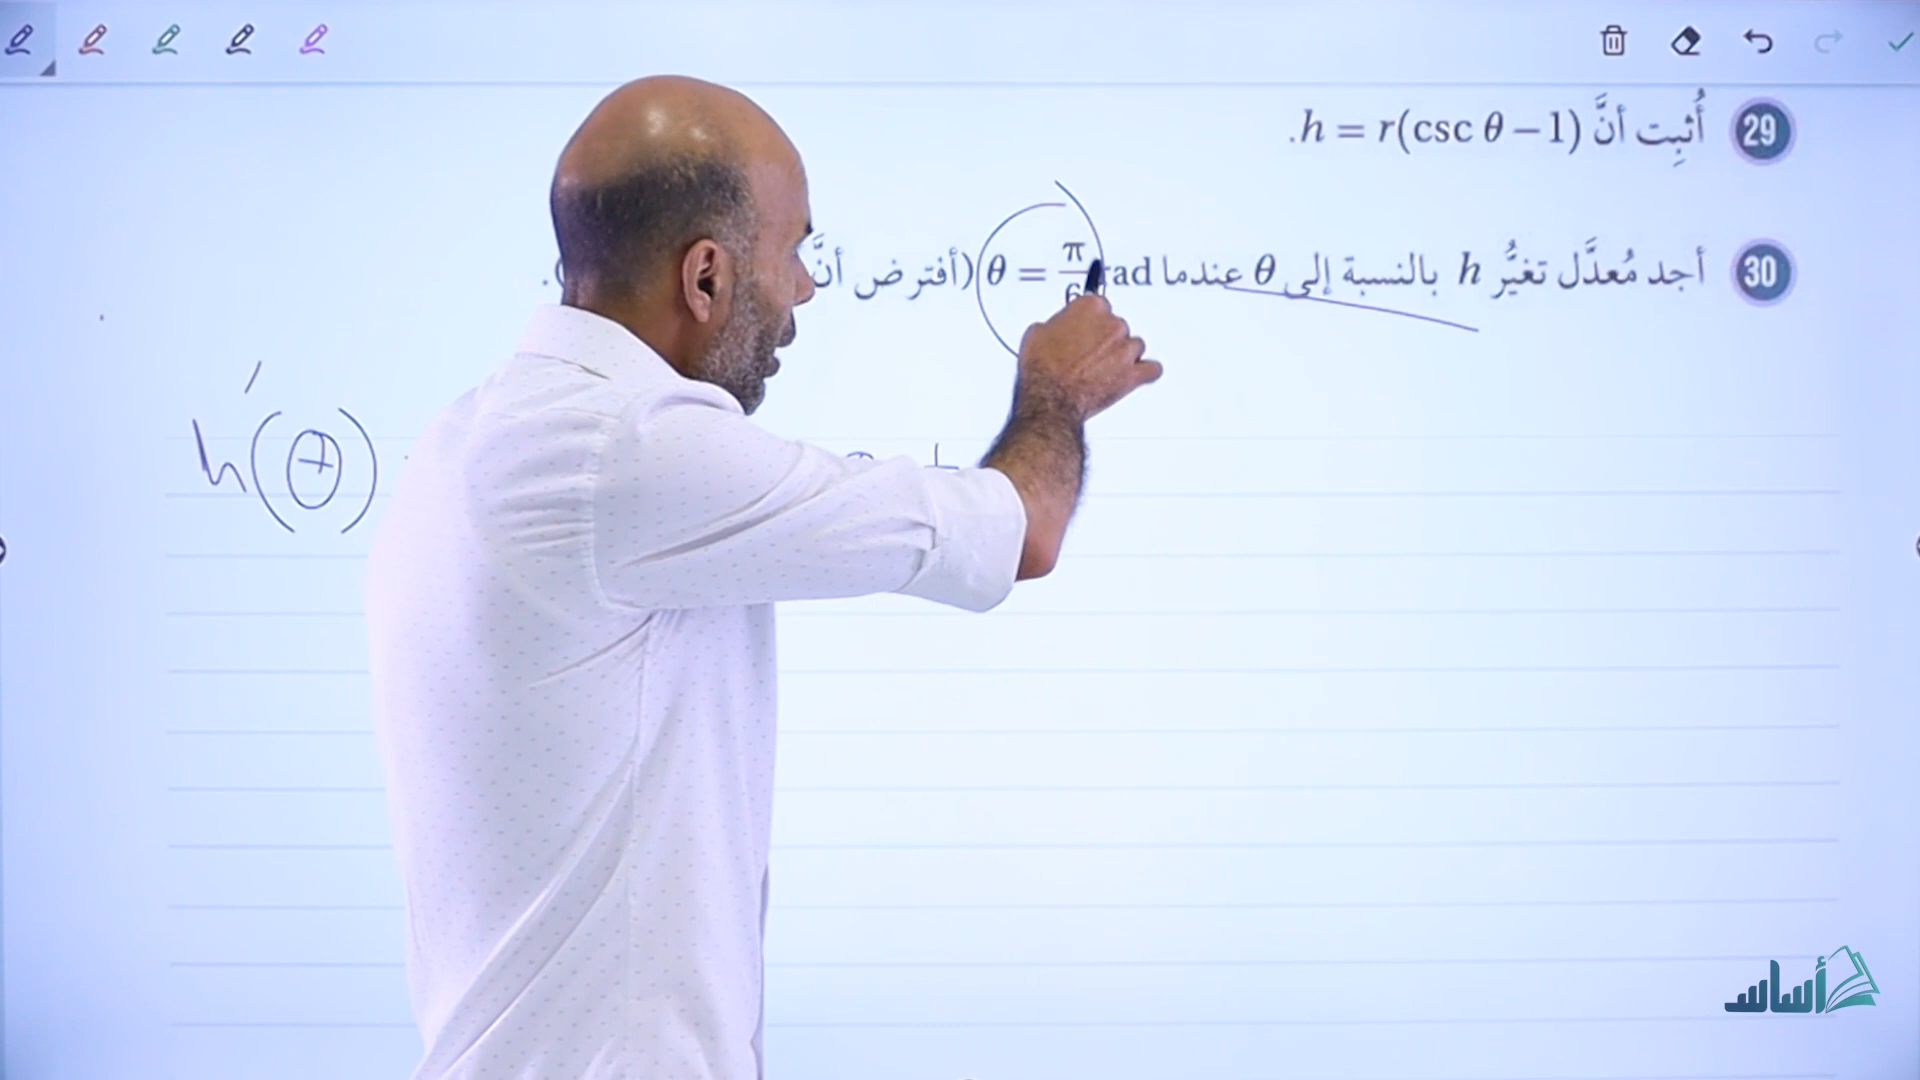 29 أُثبِت أنَّ h = r(csc θ – 1).
30 أجد مُعدَّل تغيُّر h بالنسبة إلى θ عندما θ = π/6 rad (أفترض أنَّ
h'(θ)
أساس